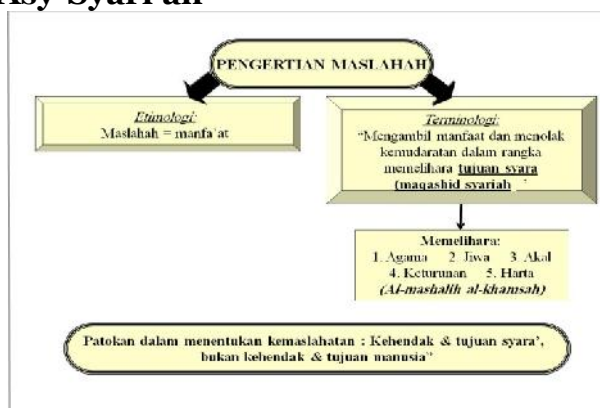 Asy-Syari'ah
PENGERTIAN MASLAHAH
Etimologi:
Maslahah = manfa'at
Terminologi:
"Mengambil manfaat dan menolak
kemudaratan dalam rangka
memelihara tujuan syara
(maqashid syariah "
Memelihara:
1. Agama 2 Jiwa 3. Akal
4. Keturunan 5. Harta
(Al-mashalih al-khamsah)
Patokan dalam menentukan kemaslahatan : Kehendak & tujuan syara',
bukan kehendak & tujuan manusia"